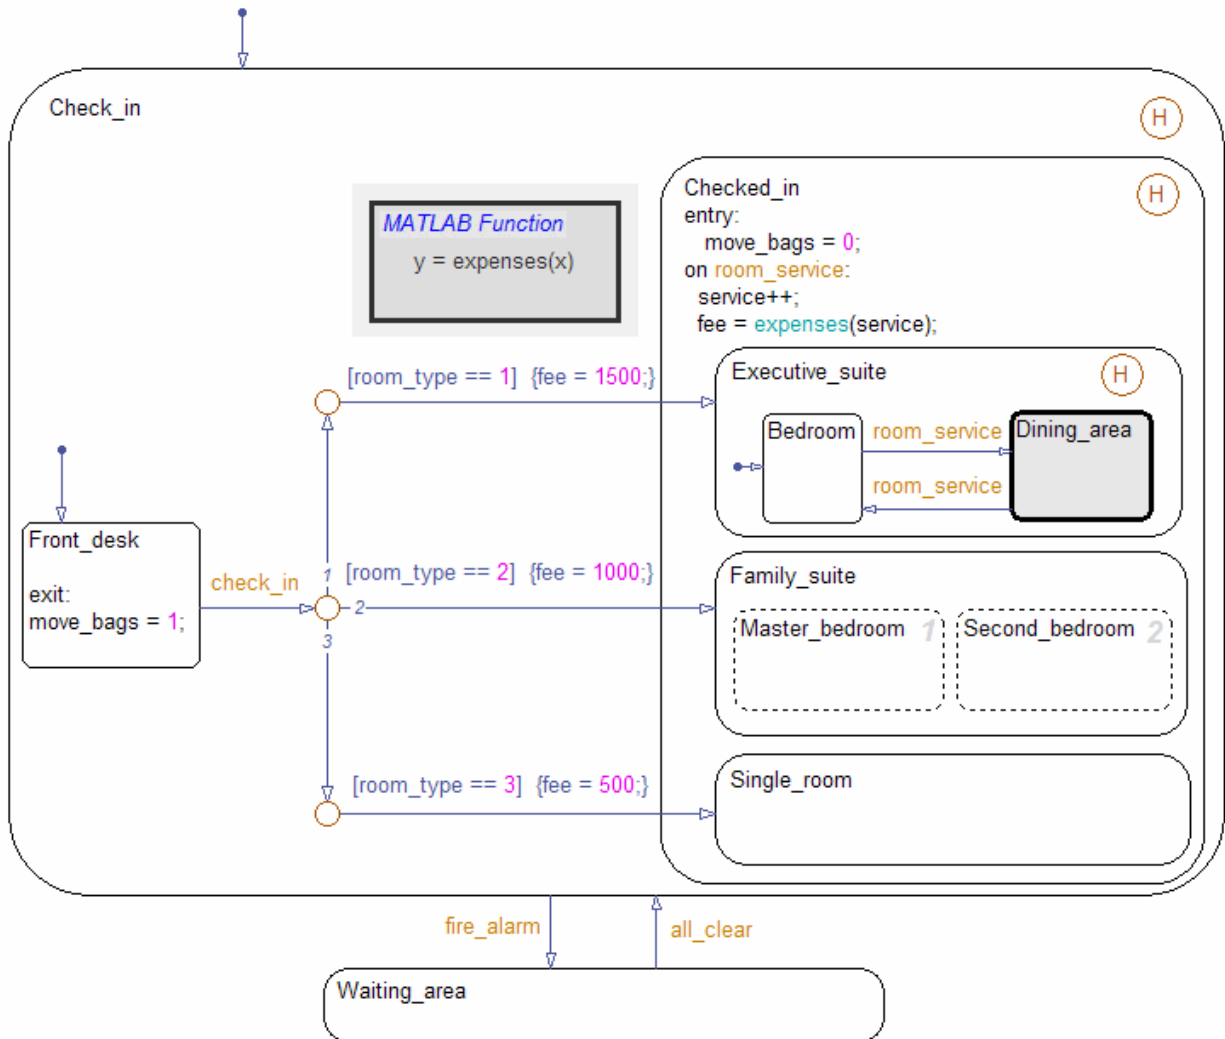 Check_in
H
Checked_in
H
entry:
move_bags = 0;
on room_service:
service++;
fee = expenses(service);
MATLAB Function
y = expenses(x)
[room_type == 1] {fee = 1500;}
Executive_suite
H
Bedroom
room_service
Dining_area
room_service
Front_desk
exit:
move_bags = 1;
check_in
1
2
3
[room_type == 2] {fee = 1000;}
Family_suite
Master_bedroom 1
Second_bedroom 2
[room_type == 3] {fee = 500;}
Single_room
fire_alarm
all_clear
Waiting_area